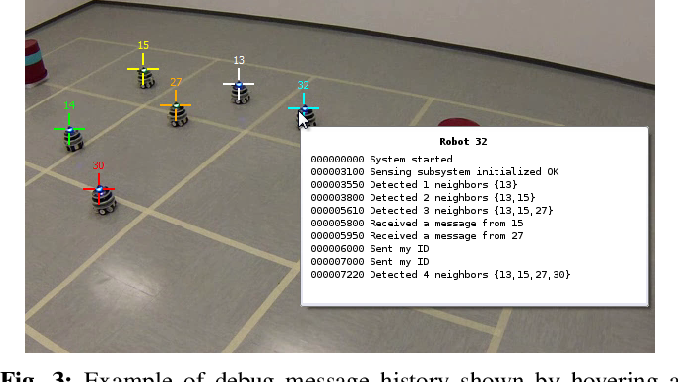 15
13
27
32
14
30
Robot 32
000000000 System started
000003100 Sensing subsystem initialized OK
000003550 Detected 1 neighbors {13}
000003800 Detected 2 neighbors {13,15}
000005610 Detected 3 neighbors {13,15,27}
000005800 Received a message from 15
000005950 Received a message from 27
000006000 Sent my ID
000007000 Sent my ID
000007220 Detected 4 neighbors {13,15,27,30}
Fig. 3: Example of debug message history shown by hovering a